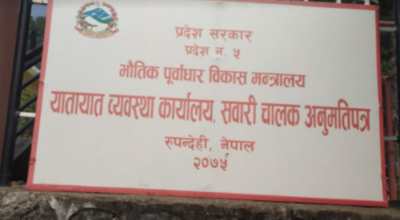 प्रदेश सरकार
प्रदेश नं. ५
भौतिक पूर्वाधार विकास मन्त्रालय
यातायात व्यवस्था कार्यालय, सवारी चालक अनुमतिपत्र
रुपन्देही, नेपाल
२०७५